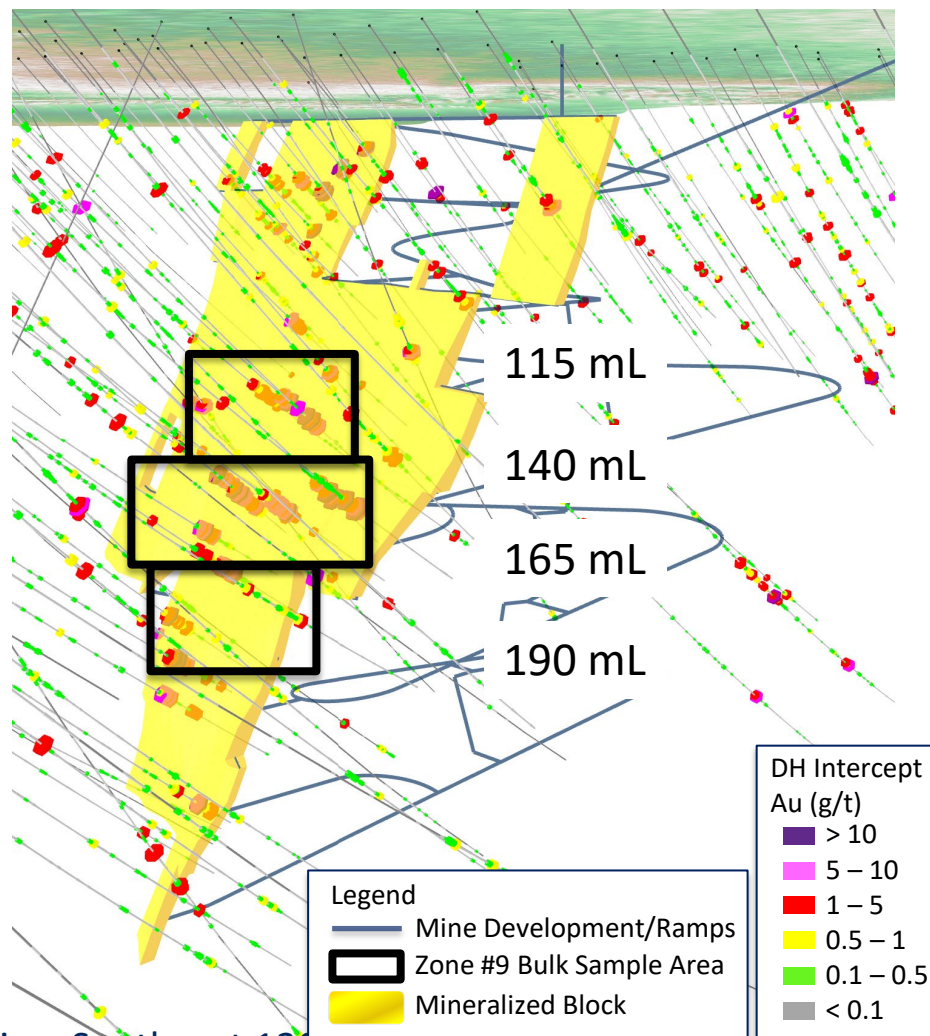 115 mL
140 mL
165 mL
190 mL
DH Intercept
Au (g/t)
> 10
5 – 10
1 – 5
0.5 – 1
0.1 – 0.5
< 0.1
Legend
Mine Development/Ramps
Zone #9 Bulk Sample Area
Mineralized Block